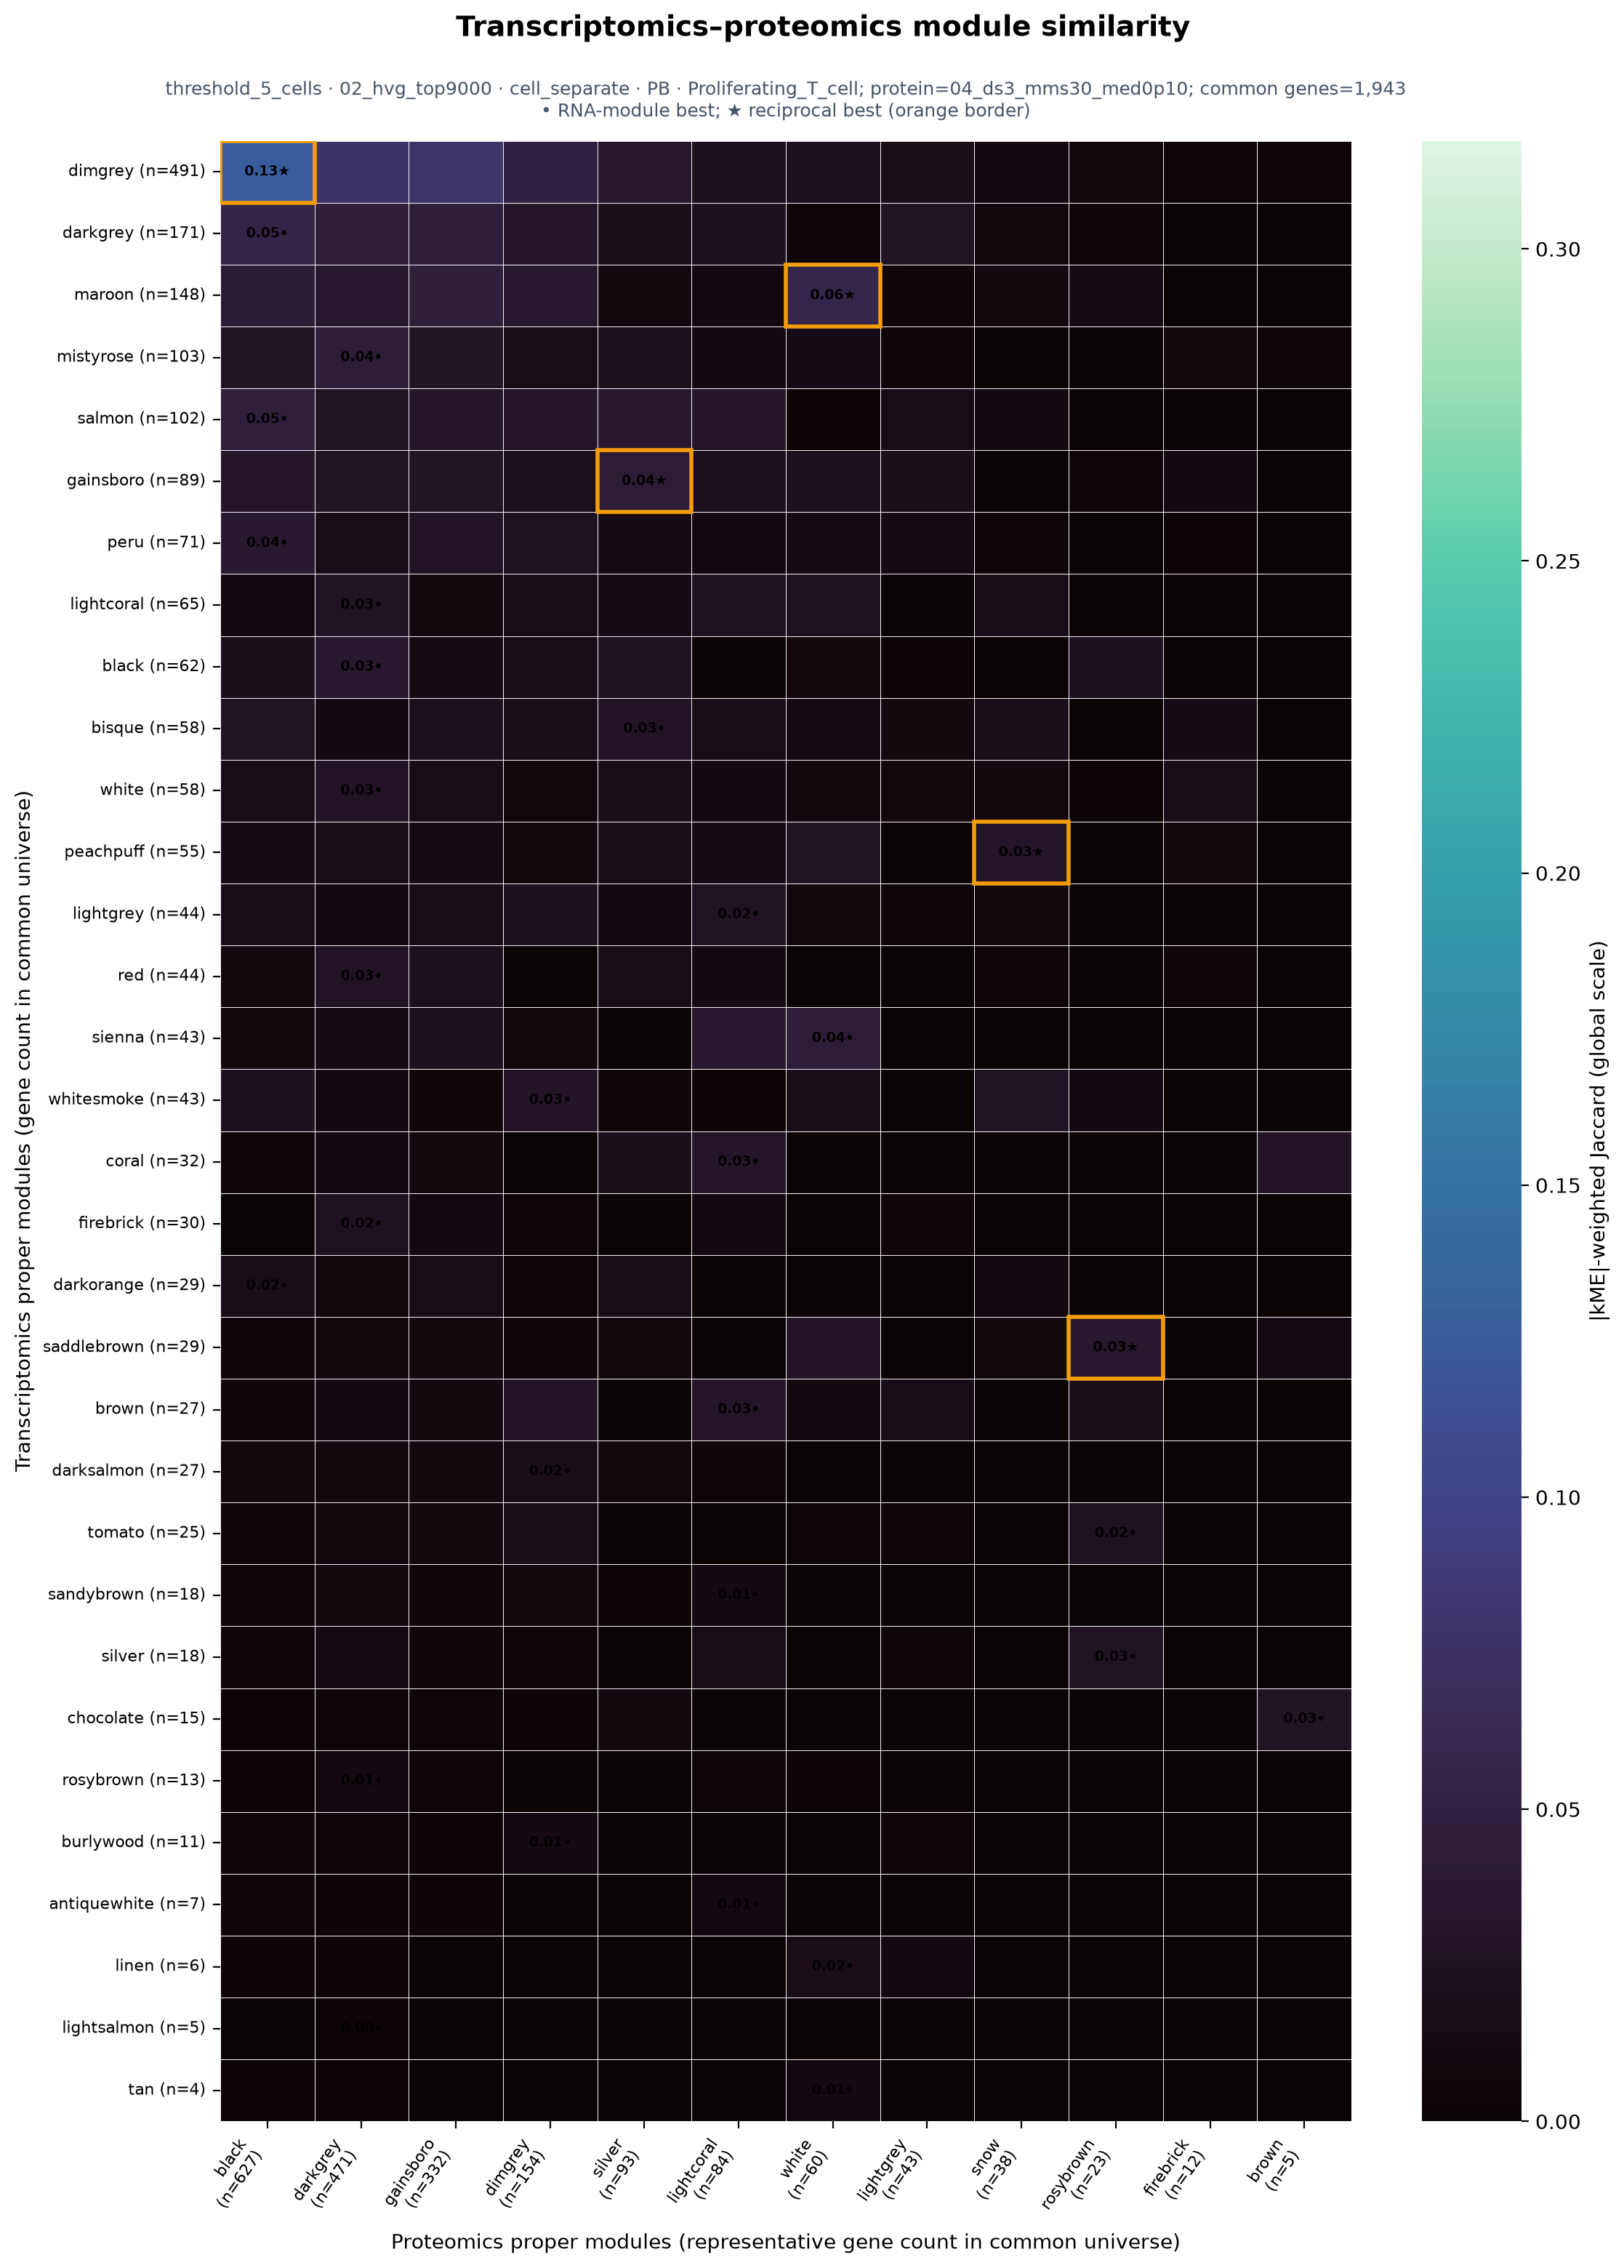 Transcriptomics–proteomics module similarity
threshold_5_cells · 02_hvg_top9000 · cell_separate · PB · Proliferating_T_cell; protein=04_ds3_mms30_med0p10; common genes=1,943
• RNA-module best; ★ reciprocal best (orange border)
Transcriptomics proper modules (gene count in common universe)
dimgrey (n=491)
0.13★
darkgrey (n=171)
0.05•
maroon (n=148)
0.06★
mistyrose (n=103)
0.04•
salmon (n=102)
0.05•
gainsboro (n=89)
0.04★
peru (n=71)
0.04•
lightcoral (n=65)
0.03•
black (n=62)
0.03•
bisque (n=58)
0.03•
white (n=58)
0.03•
peachpuff (n=55)
0.03★
lightgrey (n=44)
0.02•
red (n=44)
0.03•
sienna (n=43)
0.04•
whitesmoke (n=43)
0.03•
coral (n=32)
0.03•
firebrick (n=30)
0.02•
darkorange (n=29)
0.02•
saddlebrown (n=29)
0.03★
brown (n=27)
0.03•
darksalmon (n=27)
0.02•
tomato (n=25)
0.02•
sandybrown (n=18)
0.01•
silver (n=18)
0.03•
chocolate (n=15)
0.03•
rosybrown (n=13)
0.01•
burlywood (n=11)
0.01•
antiquewhite (n=7)
0.01•
linen (n=6)
0.02•
lightsalmon (n=5)
0.00•
tan (n=4)
0.01•
black
(n=627)
darkgrey
(n=471)
gainsboro
(n=332)
dimgrey
(n=154)
silver
(n=93)
lightcoral
(n=84)
white
(n=60)
lightgrey
(n=43)
snow
(n=38)
rosybrown
(n=23)
firebrick
(n=12)
brown
(n=5)
Proteomics proper modules (representative gene count in common universe)
0.30
0.25
0.20
0.15
0.10
0.05
0.00
|kME|-weighted Jaccard (global scale)